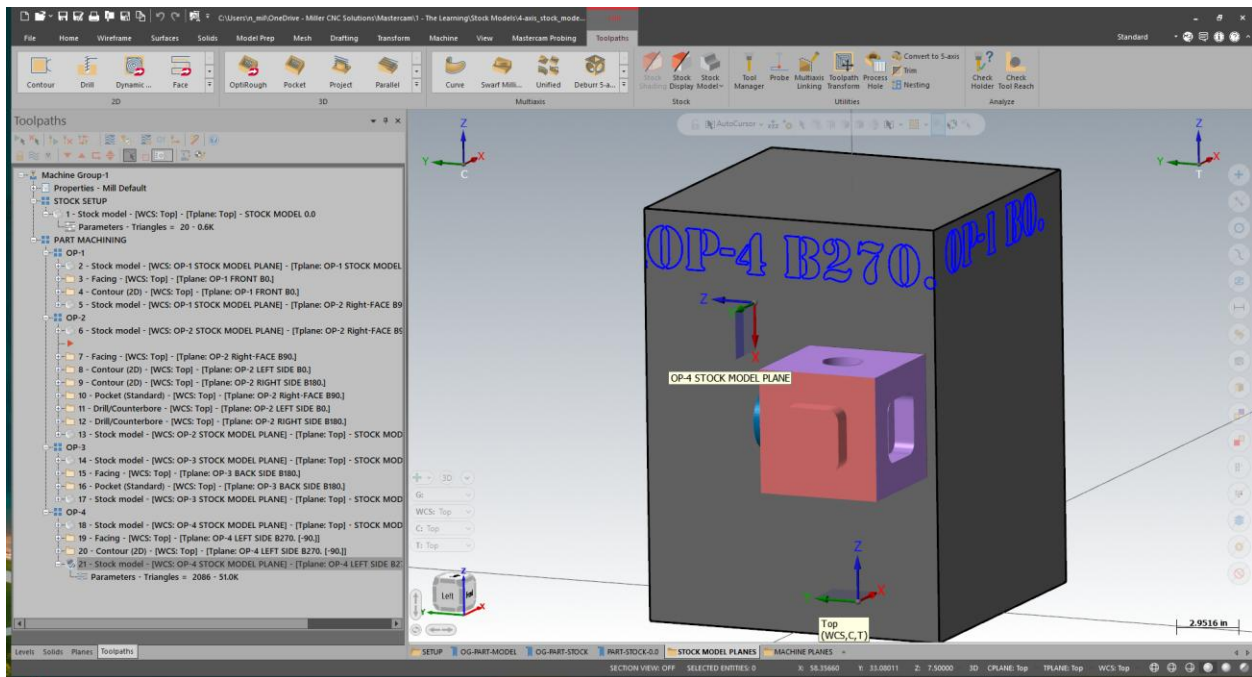 C:\Users\n_mil\OneDrive - Miller CNC Solutions\Mastercam\1 - The Learning\Stock Models\4-axis_stock_mode...
File Home Wireframe Surfaces Solids Model Prep Mesh Drafting Transform Machine View Mastercam Probing Toolpaths Standard
Contour Drill Dynamic ... Face OptiRough Pocket Project Parallel Curve Swarf Milli... Unified Deburr 5-a... Stock Shading Stock Display Stock Model Tool Manager Probe Multiaxis Linking Toolpath Transform Process Hole Convert to 5-axis Trim Nesting Check Holder Check Tool Reach
2D 3D Multiaxis Stock Utilities Analyze
Toolpaths
AutoCursor
Machine Group-1
Properties - Mill Default
STOCK SETUP
1 - Stock model - [WCS: Top] - [Tplane: Top] - STOCK MODEL 0.0
Parameters - Triangles = 20 - 0.6K
PART MACHINING
OP-1
2 - Stock model - [WCS: OP-1 STOCK MODEL PLANE] - [Tplane: OP-1 STOCK MODEL
3 - Facing - [WCS: Top] - [Tplane: OP-1 FRONT B0.]
4 - Contour (2D) - [WCS: Top] - [Tplane: OP-1 FRONT B0.]
5 - Stock model - [WCS: OP-1 STOCK MODEL PLANE] - [Tplane: OP-2 Right-FACE B9
OP-2
6 - Stock model - [WCS: OP-2 STOCK MODEL PLANE] - [Tplane: OP-2 Right-FACE B9
7 - Facing - [WCS: Top] - [Tplane: OP-2 Right-FACE B90.]
8 - Contour (2D) - [WCS: Top] - [Tplane: OP-2 LEFT SIDE B0.]
9 - Contour (2D) - [WCS: Top] - [Tplane: OP-2 RIGHT SIDE B180.]
10 - Pocket (Standard) - [WCS: Top] - [Tplane: OP-2 Right-FACE B90.]
11 - Drill/Counterbore - [WCS: Top] - [Tplane: OP-2 LEFT SIDE B0.]
12 - Drill/Counterbore - [WCS: Top] - [Tplane: OP-2 RIGHT SIDE B180.]
13 - Stock model - [WCS: OP-2 STOCK MODEL PLANE] - [Tplane: Top] - STOCK MOD
OP-3
14 - Stock model - [WCS: OP-3 STOCK MODEL PLANE] - [Tplane: Top] - STOCK MOD
15 - Facing - [WCS: Top] - [Tplane: OP-3 BACK SIDE B180.]
16 - Pocket (Standard) - [WCS: Top] - [Tplane: OP-3 BACK SIDE B180.]
17 - Stock model - [WCS: OP-3 STOCK MODEL PLANE] - [Tplane: Top] - STOCK MOD
OP-4
18 - Stock model - [WCS: OP-4 STOCK MODEL PLANE] - [Tplane: Top] - STOCK MOD
19 - Facing - [WCS: Top] - [Tplane: OP-4 LEFT SIDE B270. [-90.]]
20 - Contour (2D) - [WCS: Top] - [Tplane: OP-4 LEFT SIDE B270. [-90.]]
21 - Stock model - [WCS: OP-4 STOCK MODEL PLANE] - [Tplane: OP-4 LEFT SIDE B27
Parameters - Triangles = 2086 - 51.0K
Z
Y X
C
Z
Y X
T
OP-4 B270.
OP-1 B0.
Z
X
OP-4 STOCK MODEL PLANE
3D
G:
WCS: Top
C: Top
T: Top
Z
Left
Y X
Z
Y X
Top
(WCS,C,T)
2.9516 in
Levels Solids Planes Toolpaths
SETUP OG-PART-MODEL OG-PART-STOCK PART-STOCK-0.0 STOCK MODEL PLANES MACHINE PLANES +
SECTION VIEW: OFF SELECTED ENTITIES: 0 X: 58.35660 Y: 33.08011 Z: 7.50000 3D CPLANE: Top TPLANE: Top WCS: Top